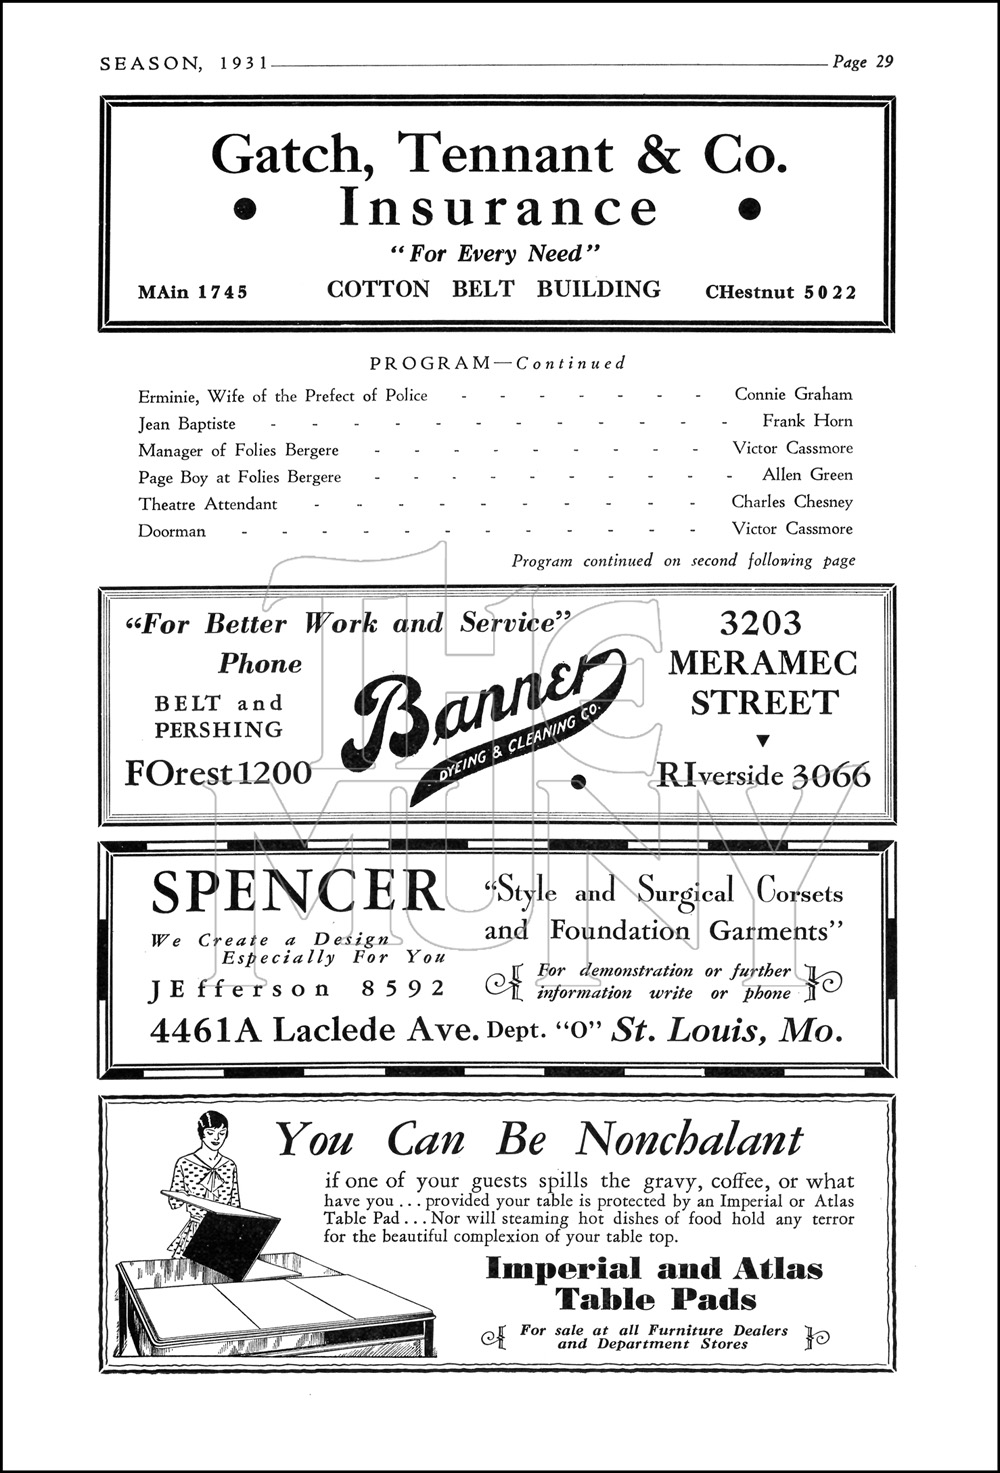 SEASON, 1931 Page 29
Gatch, Tennant & Co.
• Insurance •
"For Every Need"
MAin 1745 COTTON BELT BUILDING CHestnut 5022
PROGRAM—Continued
Erminie, Wife of the Prefect of Police - - - - - - - Connie Graham
Jean Baptiste - - - - - - - - - - - - Frank Horn
Manager of Folies Bergere - - - - - - - - - Victor Cassmore
Page Boy at Folies Bergere - - - - - - - - - - Allen Green
Theatre Attendant - - - - - - - - - - Charles Chesney
Doorman - - - - - - - - - - - - Victor Cassmore
Program continued on second following page
"For Better Work and Service"
Phone
BELT and
PERSHING
FOrest 1200
Banner
DYEING & CLEANING CO.
3203
MERAMEC
STREET
RIverside 3066
THE
MUNY
SPENCER
We Create a Design
Especially For You
JEfferson 8592
"Style and Surgical Corsets
and Foundation Garments"
For demonstration or further
information write or phone
4461A Laclede Ave. Dept. "O" St. Louis, Mo.
You Can Be Nonchalant
if one of your guests spills the gravy, coffee, or what
have you . . . provided your table is protected by an Imperial or Atlas
Table Pad . . . Nor will steaming hot dishes of food hold any terror
for the beautiful complexion of your table top.
Imperial and Atlas
Table Pads
For sale at all Furniture Dealers
and Department Stores